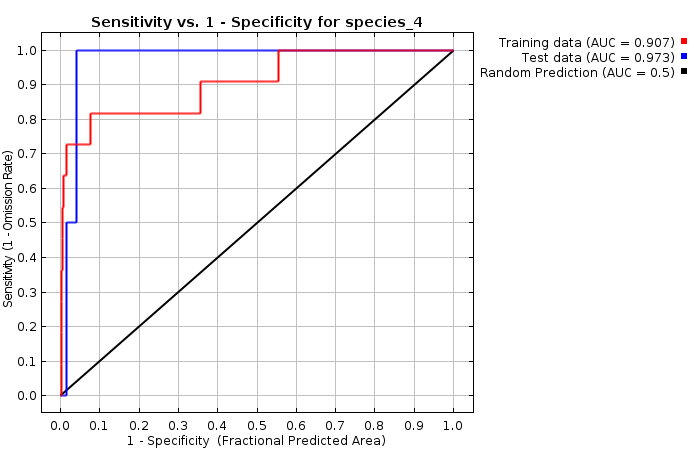 Sensitivity vs. 1 - Specificity for species_4
Training data (AUC = 0.907)
Test data (AUC = 0.973)
Random Prediction (AUC = 0.5)
Sensitivity (1 - Omission Rate)
1.0
0.9
0.8
0.7
0.6
0.5
0.4
0.3
0.2
0.1
0.0
0.0 0.1 0.2 0.3 0.4 0.5 0.6 0.7 0.8 0.9 1.0
1 - Specificity (Fractional Predicted Area)